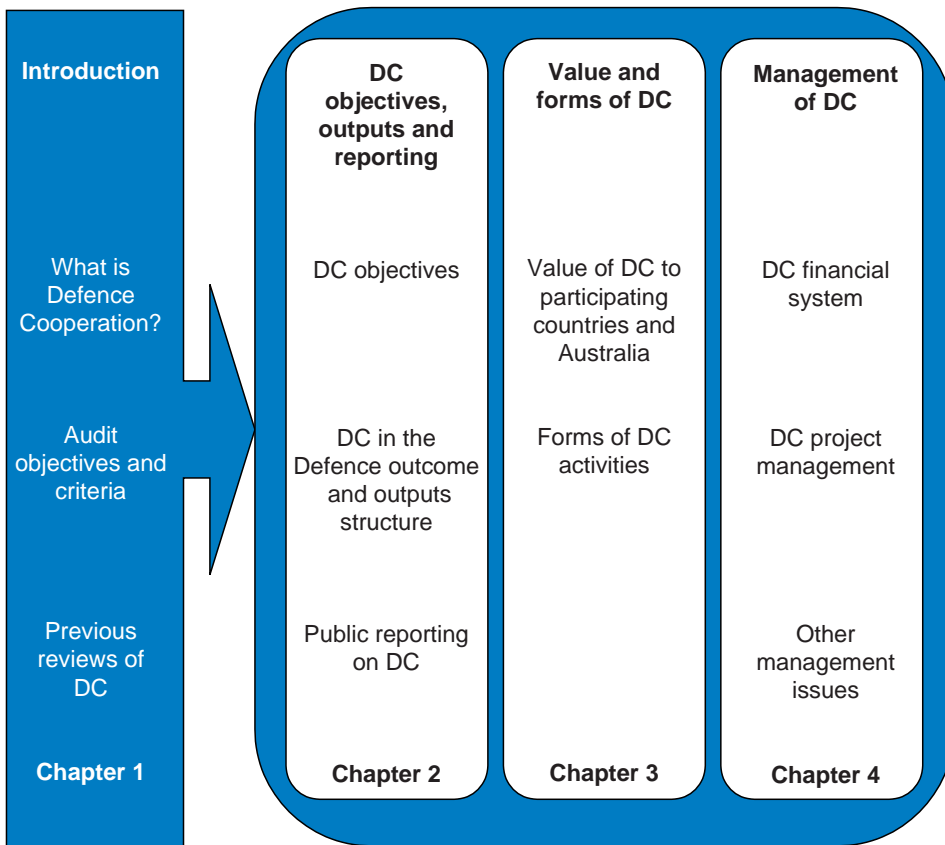 Introduction
What is
Defence
Cooperation?
Audit
objectives and
criteria
Previous
reviews of
DC
Chapter 1
DC
objectives,
outputs and
reporting
DC objectives
DC in the
Defence outcome
and outputs
structure
Public reporting
on DC
Chapter 2
Value and
forms of DC
Value of DC to
participating
countries and
Australia
Forms of DC
activities
Chapter 3
Management
of DC
DC financial
system
DC project
management
Other
management
issues
Chapter 4